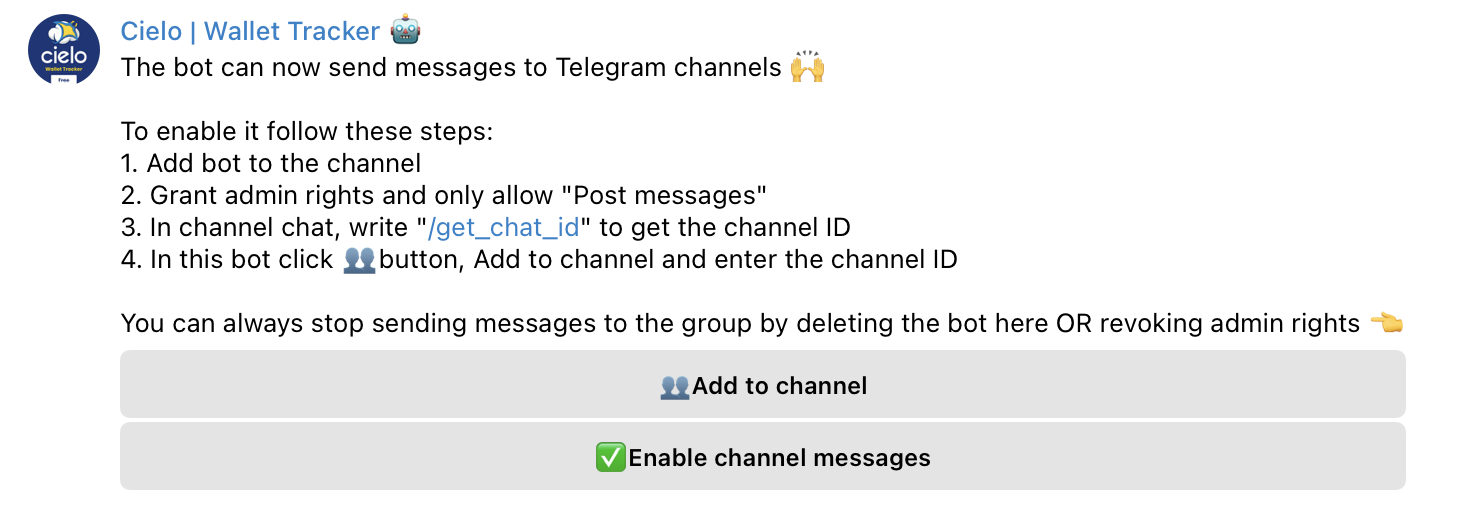 cielo
Wallet Tracker
Free
Cielo | Wallet Tracker 🤖
The bot can now send messages to Telegram channels 🙌
To enable it follow these steps:
1. Add bot to the channel
2. Grant admin rights and only allow "Post messages"
3. In channel chat, write "/get_chat_id" to get the channel ID
4. In this bot click 👥button, Add to channel and enter the channel ID
You can always stop sending messages to the group by deleting the bot here OR revoking admin rights 👈
👥Add to channel
✅Enable channel messages